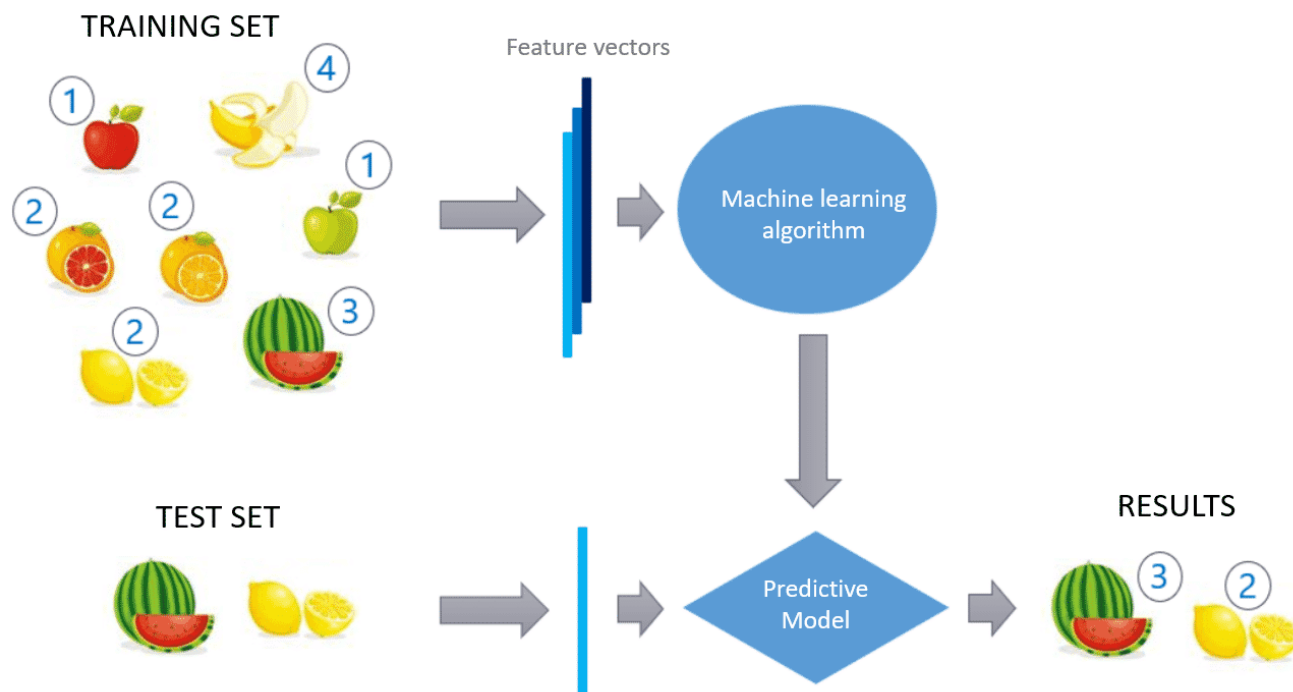 TRAINING SET
Feature vectors
4
1
1
2
2
3
2
Machine learning
algorithm
TEST SET
RESULTS
Predictive
Model
3
2